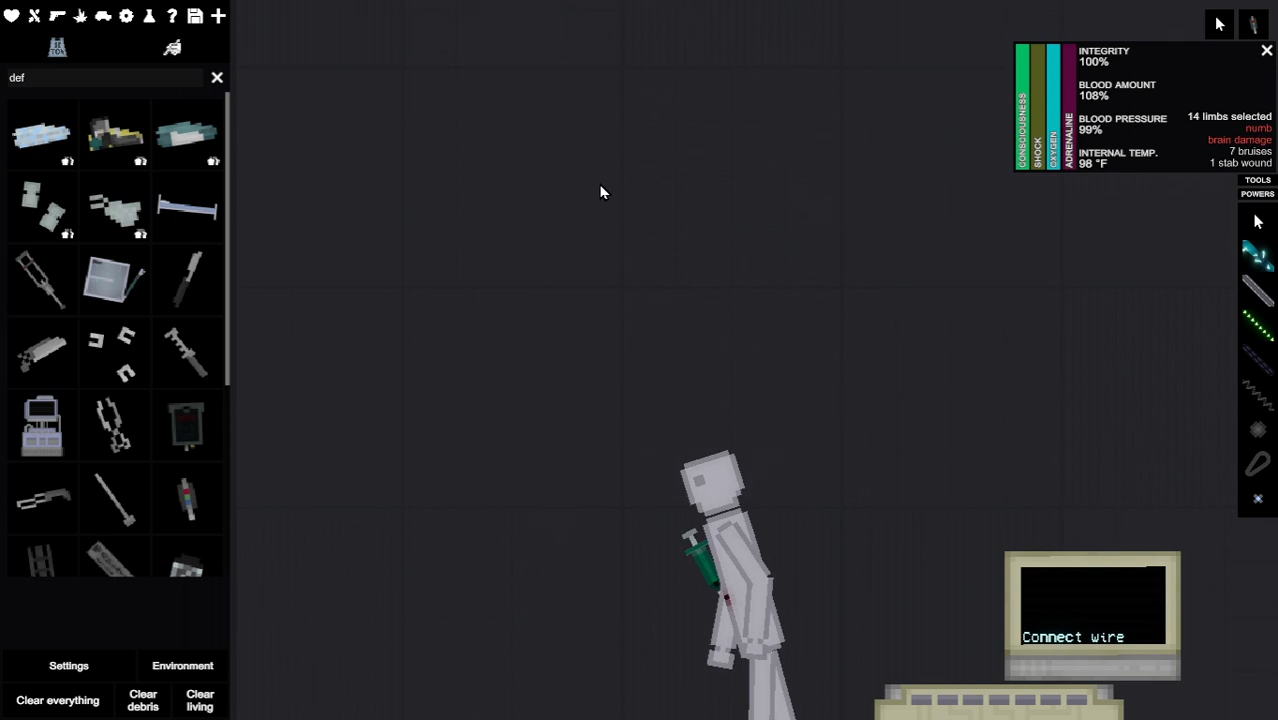 def
CONSCIOUSNESS
SHOCK
OXYGEN
ADRENALINE
INTEGRITY
100%
BLOOD AMOUNT
108%
BLOOD PRESSURE
99%
INTERNAL TEMP.
98 °F
14 limbs selected
numb
brain damage
7 bruises
1 stab wound
TOOLS
POWERS
Connect wire
Settings
Environment
Clear everything
Clear debris
Clear living